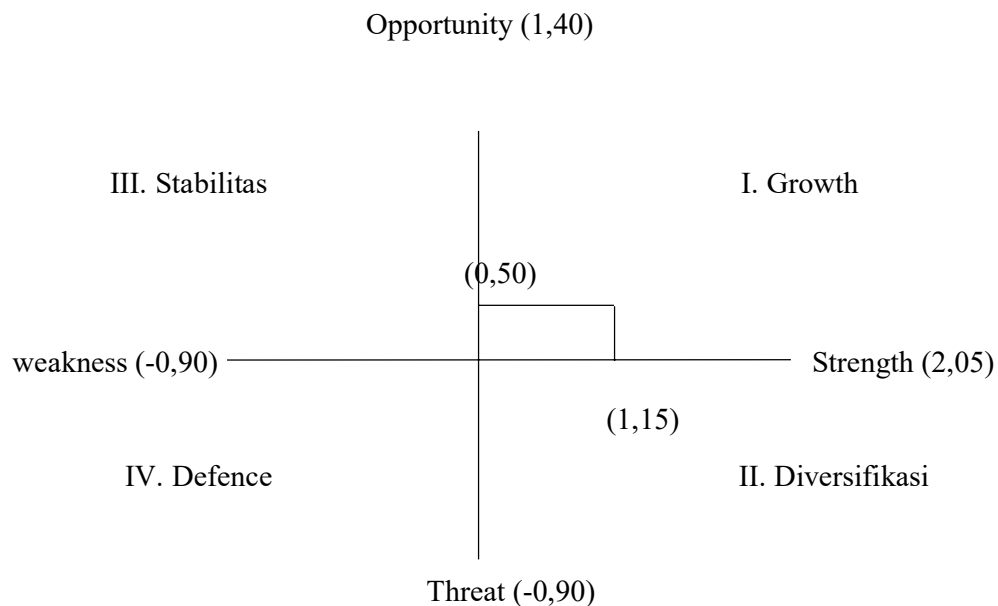 Opportunity (1,40)
III. Stabilitas
I. Growth
(0,50)
weakness (-0,90)
Strength (2,05)
(1,15)
IV. Defence
II. Diversifikasi
Threat (-0,90)